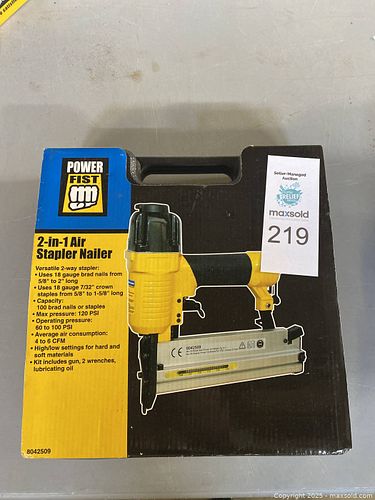 POWER
FIST
2-in-1 Air
Stapler Nailer
Versatile 2-way stapler:
• Uses 18 gauge brad nails from
5/8" to 2" long
• Uses 18 gauge 7/32" crown
staples from 5/8" to 1-5/8" long
• Capacity:
100 brad nails or staples
• Max pressure: 120 PSI
• Operating pressure:
60 to 100 PSI
• Average air consumption:
4 to 6 CFM
• High/low settings for hard and
soft materials
• Kit includes gun, 2 wrenches,
lubricating oil
8042509
Seller-Managed
Auction
RELIEF
maxsold
219
CE
8042509
Copyright 2025 - maxsold.com